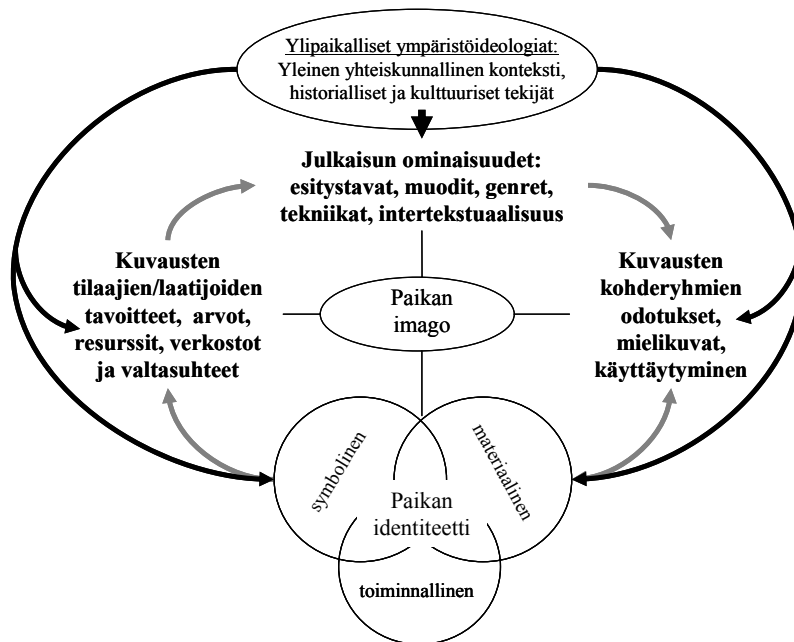 Ylipaikalliset ympäristöideologiat:
Yleinen yhteiskunnallinen konteksti,
historialliset ja kulttuuriset tekijät
Julkaisun ominaisuudet:
esitystavat, muodit, genret,
tekniikat, intertekstuaalisuus
Kuvausten
tilaajien/laatijoiden
tavoitteet, arvot,
resurssit, verkostot
ja valtasuhteet
Paikan
imago
Kuvausten
kohderyhmien
odotukset,
mielikuvat,
käyttäytyminen
symbolinen
materiaalinen
Paikan
identiteetti
toiminnallinen